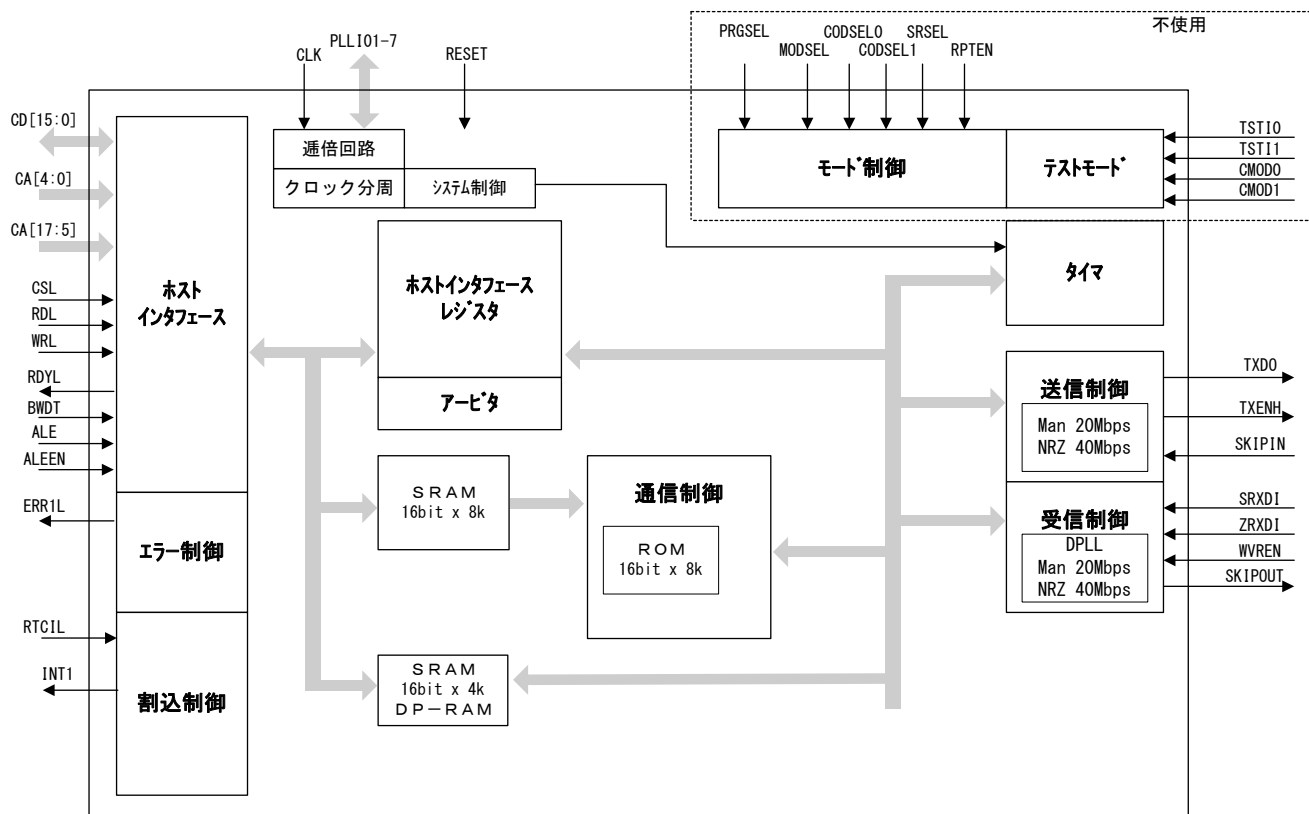 不使用
PRGSEL
MODSEL
CODSEL0
CODSEL1
SRSEL
RPTEN
PLLIO1-7
CLK
RESET
CD[15:0]
CA[4:0]
CA[17:5]
CSL
RDL
WRL
RDYL
BWDT
ALE
ALEEN
ERR1L
RTCIL
INT1
ホスト
インタフェース
エラー制御
割込制御
逓倍回路
クロック分周
システム制御
モード制御
テストモード
TSTI0
TSTI1
CMOD0
CMOD1
ホストインタフェース
レジスタ
アービタ
タイマ
SRAM
16bit x 8k
通信制御
ROM
16bit x 8k
SRAM
16bit x 4k
DP-RAM
送信制御
Man 20Mbps
NRZ 40Mbps
受信制御
DPLL
Man 20Mbps
NRZ 40Mbps
TXDO
TXENH
SKIPIN
SRXDI
ZRXDI
WVREN
SKIPOUT